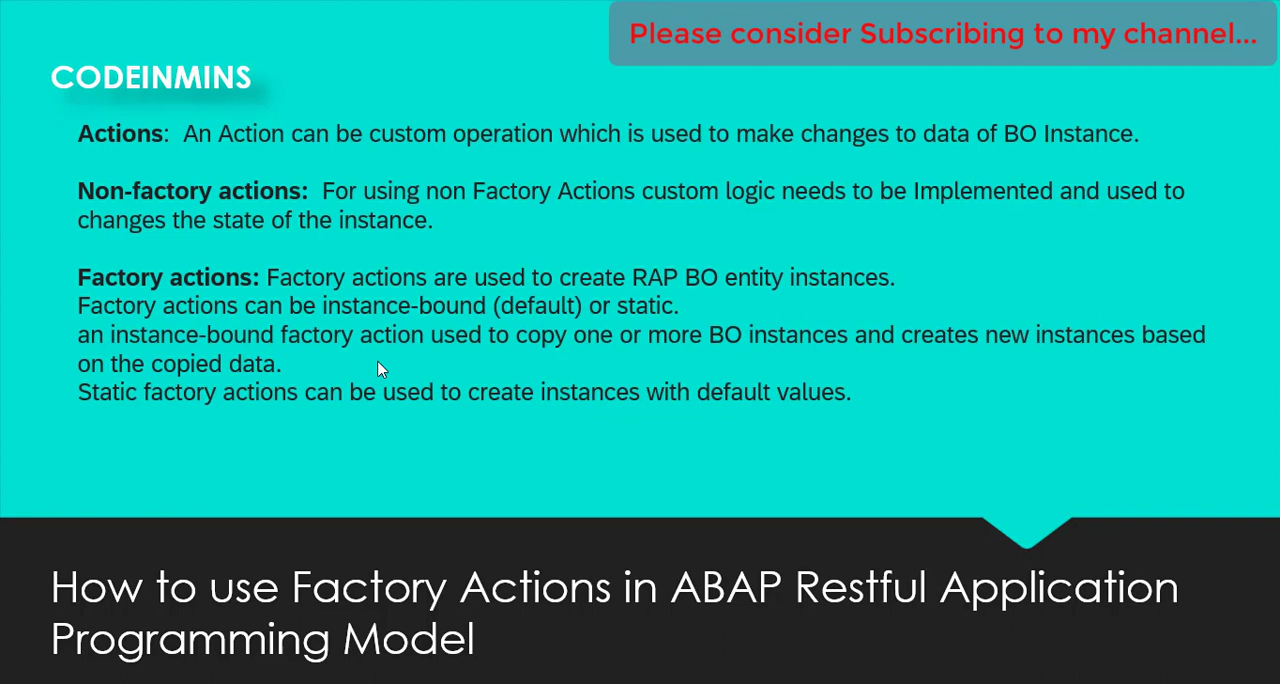 Please consider Subscribing to my channel...
CODEINMINS
Actions:  An Action can be custom operation which is used to make changes to data of BO Instance.
Non-factory actions:  For using non Factory Actions custom logic needs to be Implemented and used to
changes the state of the instance.
Factory actions: Factory actions are used to create RAP BO entity instances.
Factory actions can be instance-bound (default) or static.
an instance-bound factory action used to copy one or more BO instances and creates new instances based
on the copied data.
Static factory actions can be used to create instances with default values.
How to use Factory Actions in ABAP Restful Application
Programming Model